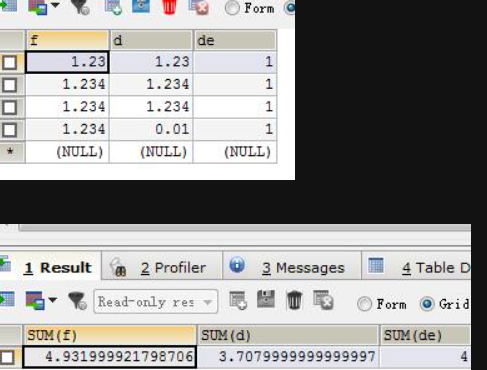 Form
f d de
1.23 1.23 1
1.234 1.234 1
1.234 1.234 1
1.234 0.01 1
* (NULL) (NULL) (NULL)
1 Result 2 Profiler 3 Messages 4 Table D
Read-only res Form Grid
SUM(f) SUM(d) SUM(de)
4.931999921798706 3.7079999999999997 4